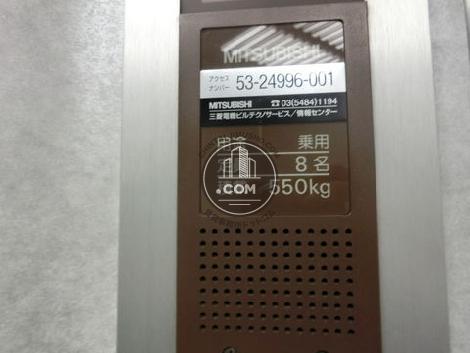 MITSUBISHI
アクセス
ナンバー 53-24996-001
MITSUBISHI ☎03(5484)1194
三菱電機ビルテクノサービス/情報センター
用途 乗用
定員 8名
.COM 550kg